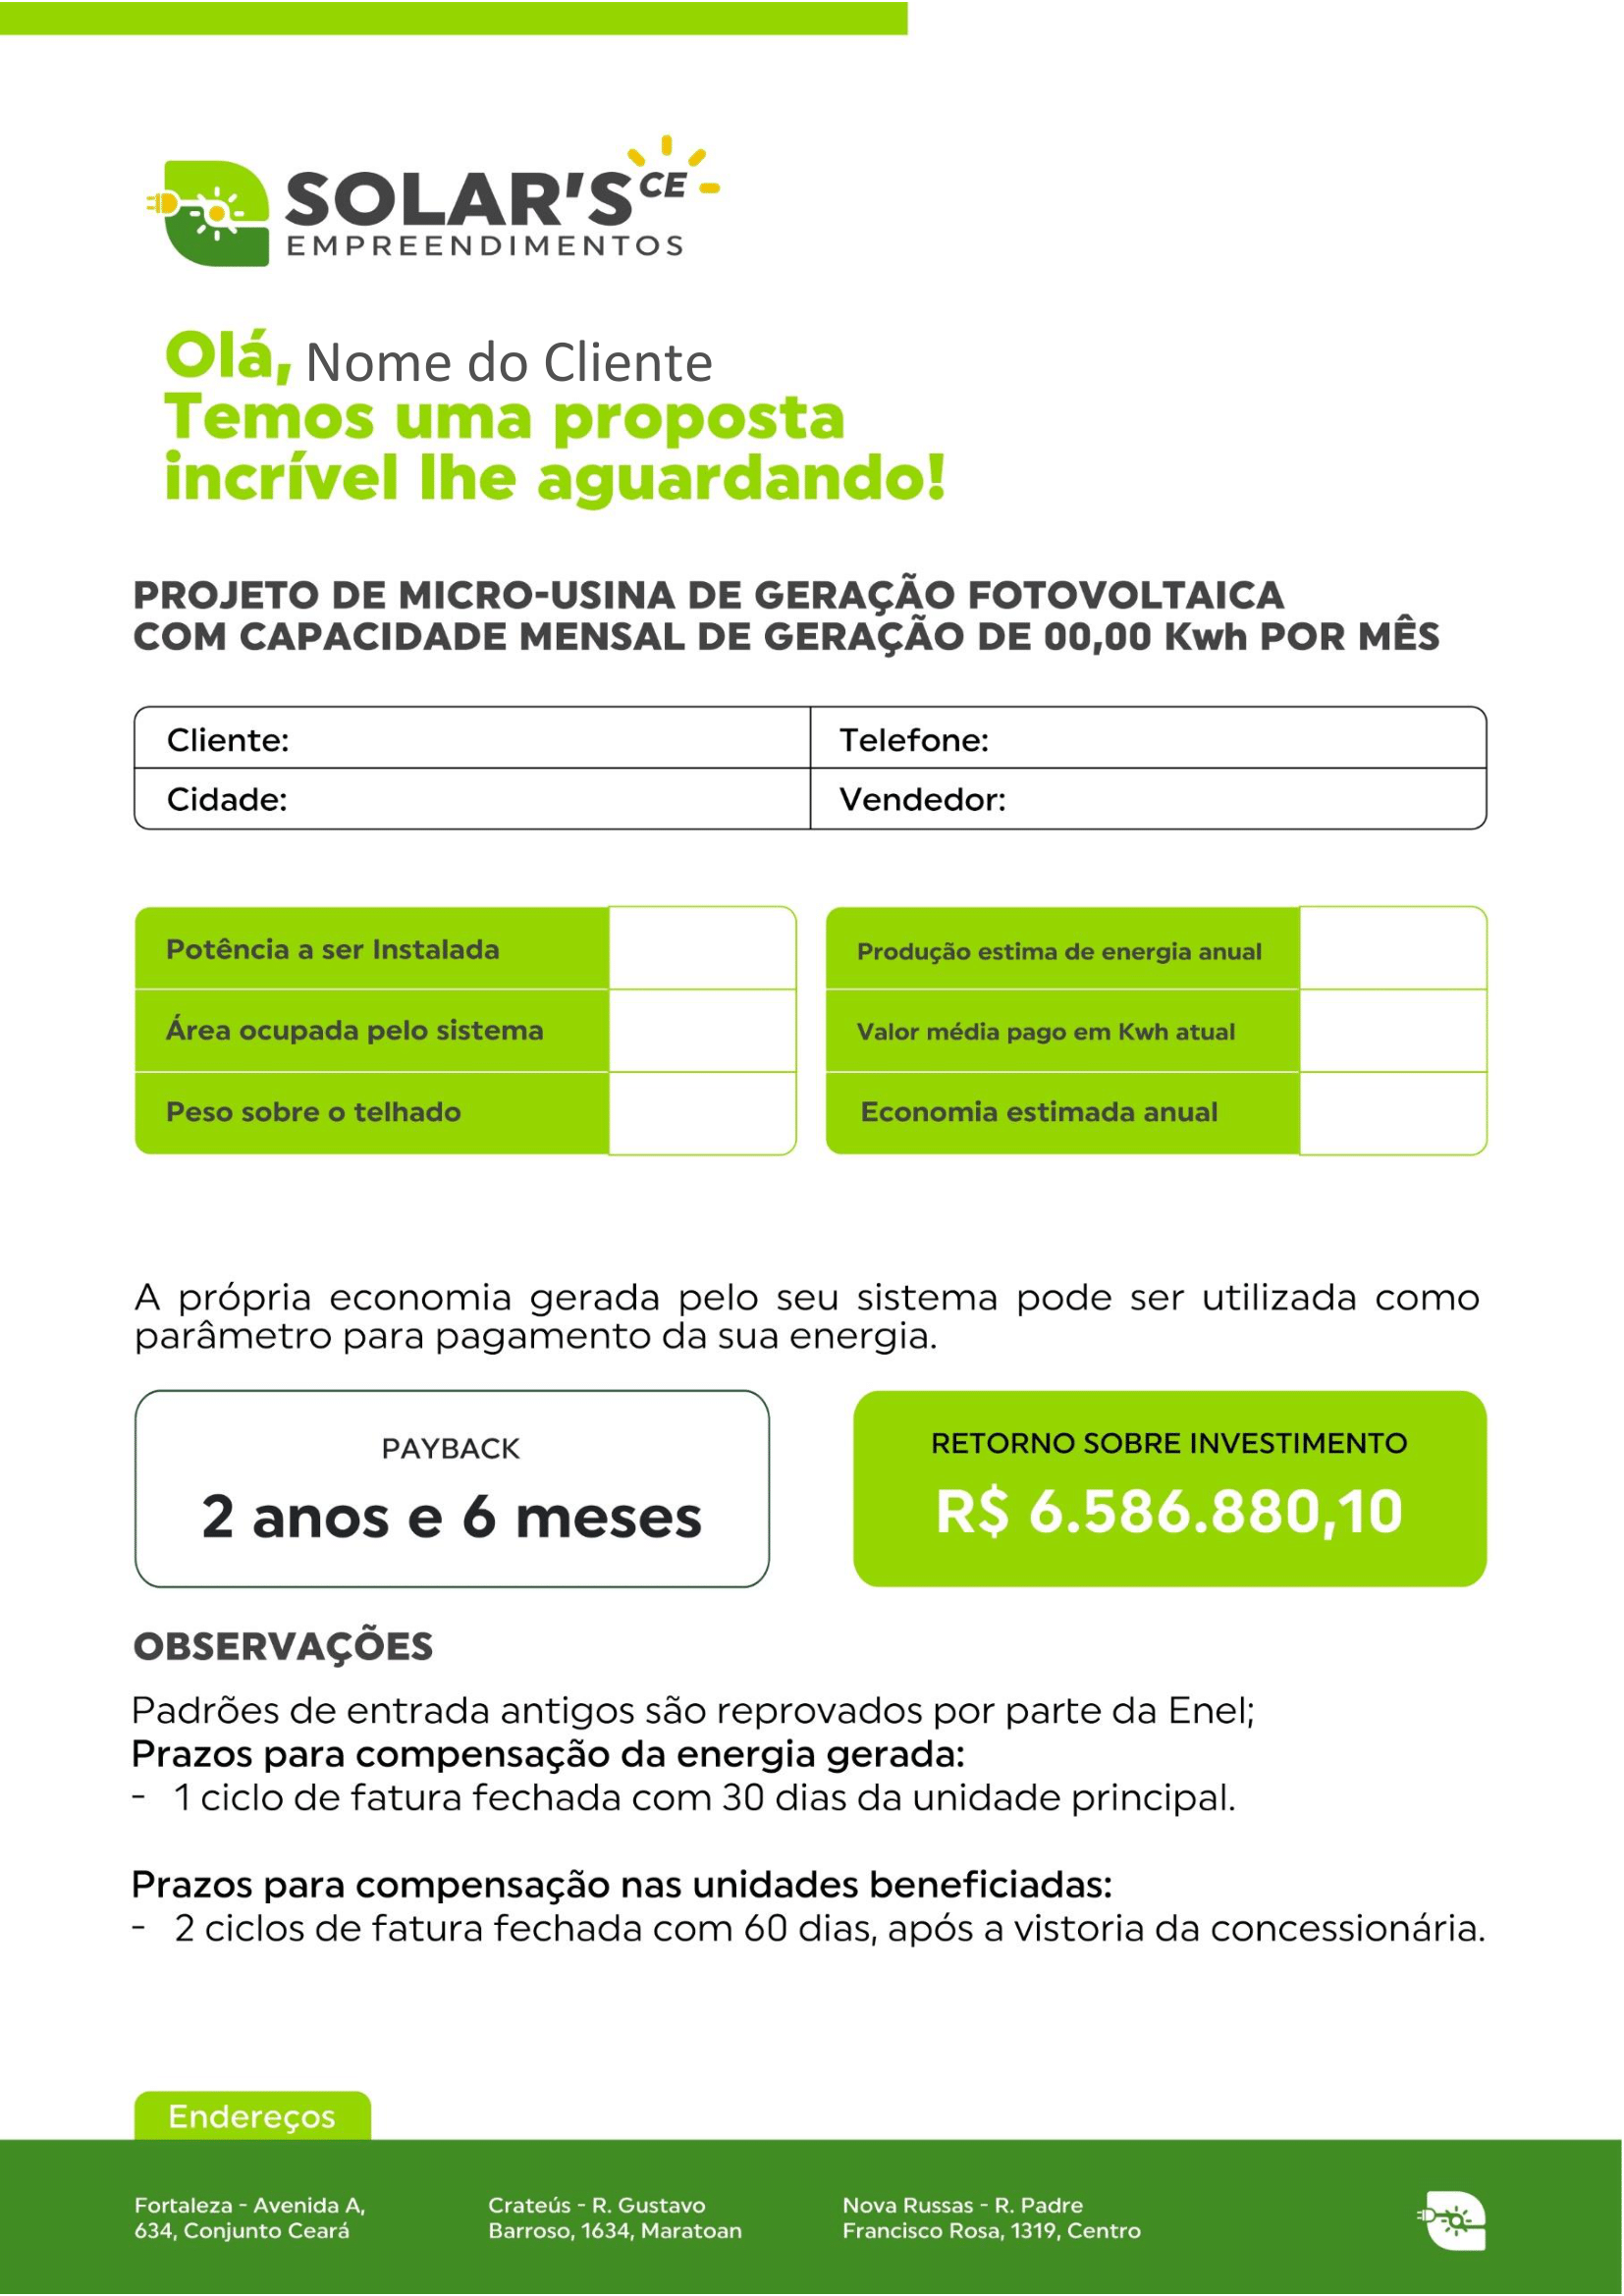 SOLAR'S CE
EMPREENDIMENTOS
Olá, Nome do Cliente
Temos uma proposta
incrível lhe aguardando!
PROJETO DE MICRO-USINA DE GERAÇÃO FOTOVOLTAICA
COM CAPACIDADE MENSAL DE GERAÇÃO DE 00,00 Kwh POR MÊS
Cliente:
Telefone:
Cidade:
Vendedor:
Potência a ser Instalada
Área ocupada pelo sistema
Peso sobre o telhado
Produção estima de energia anual
Valor média pago em Kwh atual
Economia estimada anual
A própria economia gerada pelo seu sistema pode ser utilizada como
parâmetro para pagamento da sua energia.
PAYBACK
2 anos e 6 meses
RETORNO SOBRE INVESTIMENTO
R$ 6.586.880,10
OBSERVAÇÕES
Padrões de entrada antigos são reprovados por parte da Enel;
Prazos para compensação da energia gerada:
- 1 ciclo de fatura fechada com 30 dias da unidade principal.
Prazos para compensação nas unidades beneficiadas:
- 2 ciclos de fatura fechada com 60 dias, após a vistoria da concessionária.
Endereços
Fortaleza - Avenida A,
634, Conjunto Ceará
Crateús - R. Gustavo
Barroso, 1634, Maratoan
Nova Russas - R. Padre
Francisco Rosa, 1319, Centro